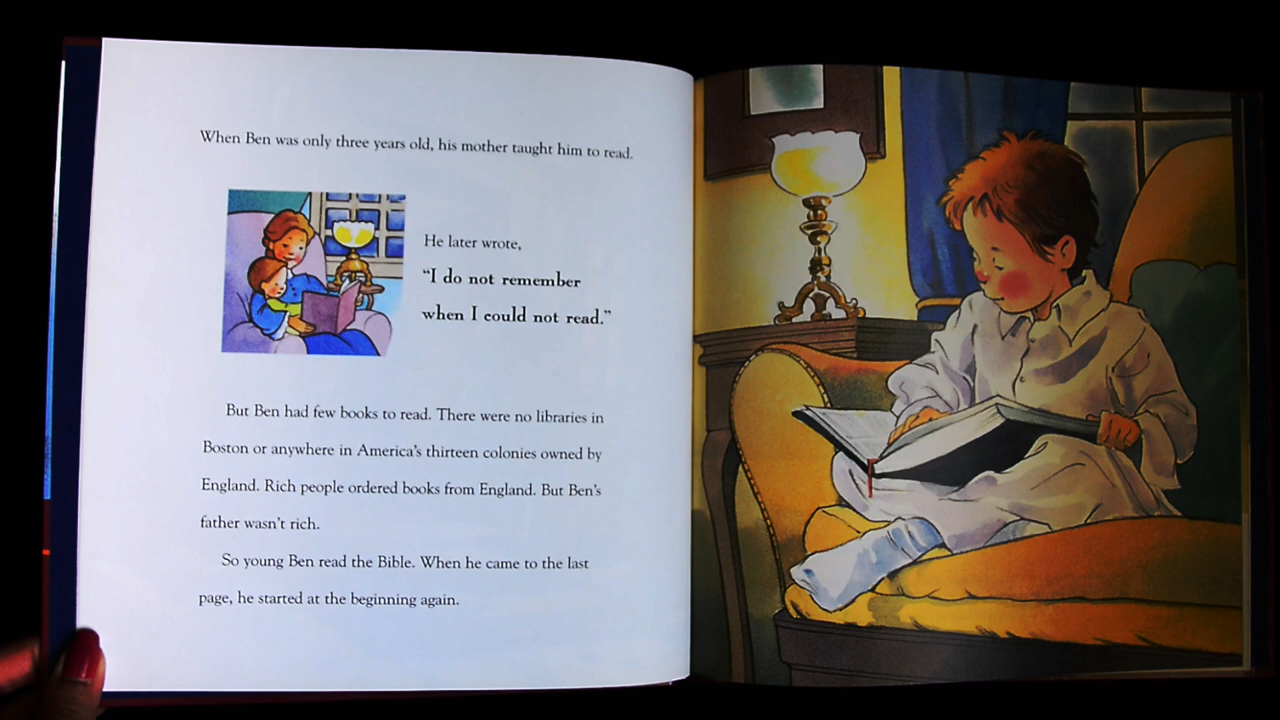 When Ben was only three years old, his mother taught him to read.
He later wrote,
“I do not remember
when I could not read.”
But Ben had few books to read. There were no libraries in
Boston or anywhere in America’s thirteen colonies owned by
England. Rich people ordered books from England. But Ben’s
father wasn’t rich.
So young Ben read the Bible. When he came to the last
page, he started at the beginning again.